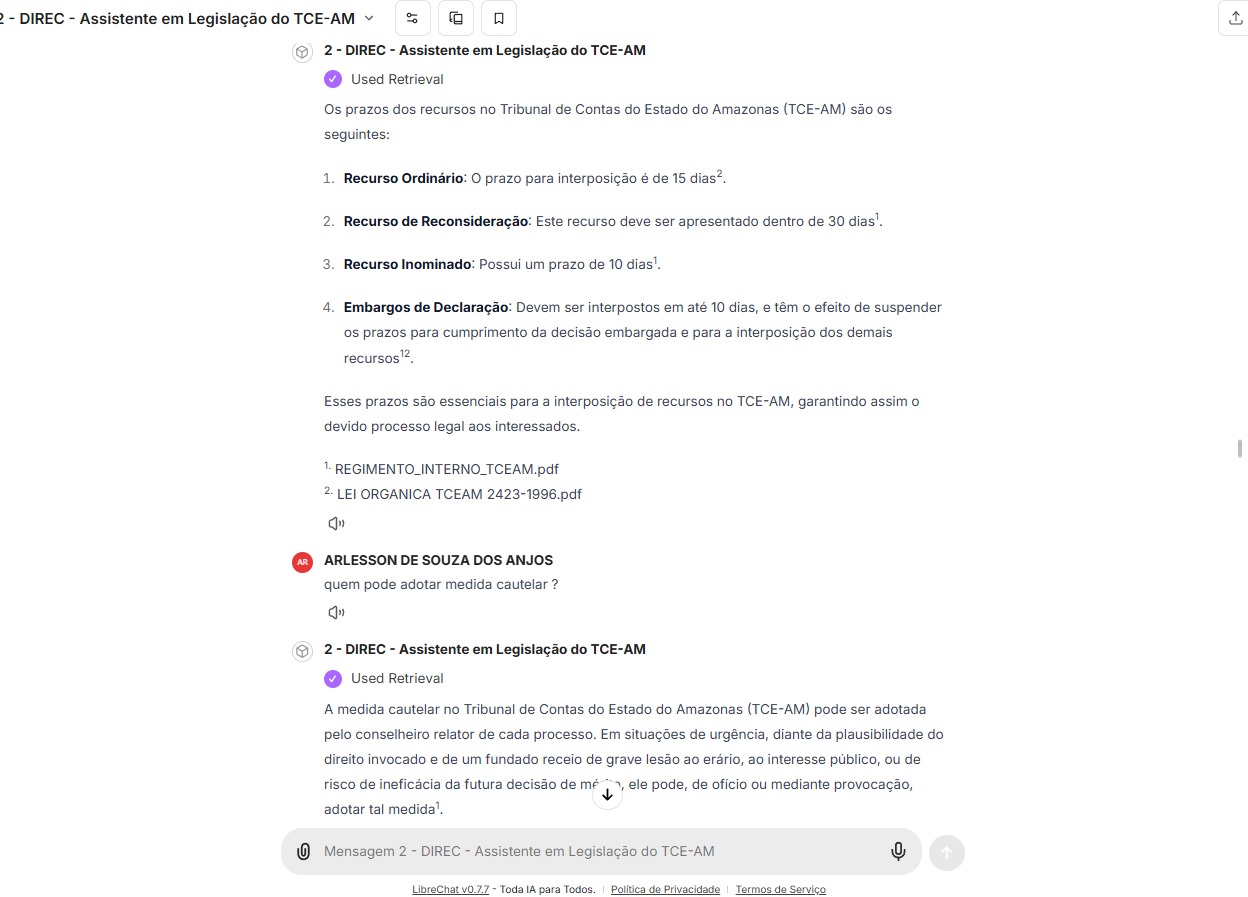 2 - DIREC - Assistente em Legislação do TCE-AM
2 - DIREC - Assistente em Legislação do TCE-AM
Used Retrieval
Os prazos dos recursos no Tribunal de Contas do Estado do Amazonas (TCE-AM) são os
seguintes:
1. Recurso Ordinário: O prazo para interposição é de 15 dias2.
2. Recurso de Reconsideração: Este recurso deve ser apresentado dentro de 30 dias1.
3. Recurso Inominado: Possui um prazo de 10 dias1.
4. Embargos de Declaração: Devem ser interpostos em até 10 dias, e têm o efeito de suspender
os prazos para cumprimento da decisão embargada e para a interposição dos demais
recursos12.
Esses prazos são essenciais para a interposição de recursos no TCE-AM, garantindo assim o
devido processo legal aos interessados.
1. REGIMENTO_INTERNO_TCEAM.pdf
2. LEI ORGANICA TCEAM 2423-1996.pdf
AR
ARLESSON DE SOUZA DOS ANJOS
quem pode adotar medida cautelar ?
2 - DIREC - Assistente em Legislação do TCE-AM
Used Retrieval
A medida cautelar no Tribunal de Contas do Estado do Amazonas (TCE-AM) pode ser adotada
pelo conselheiro relator de cada processo. Em situações de urgência, diante da plausibilidade do
direito invocado e de um fundado receio de grave lesão ao erário, ao interesse público, ou de
risco de ineficácia da futura decisão de ele pode, de ofício ou mediante provocação,
adotar tal medida1.
Mensagem 2 - DIREC - Assistente em Legislação do TCE-AM
LibreChat v0.7.7 - Toda IA para Todos. Política de Privacidade Termos de Serviço